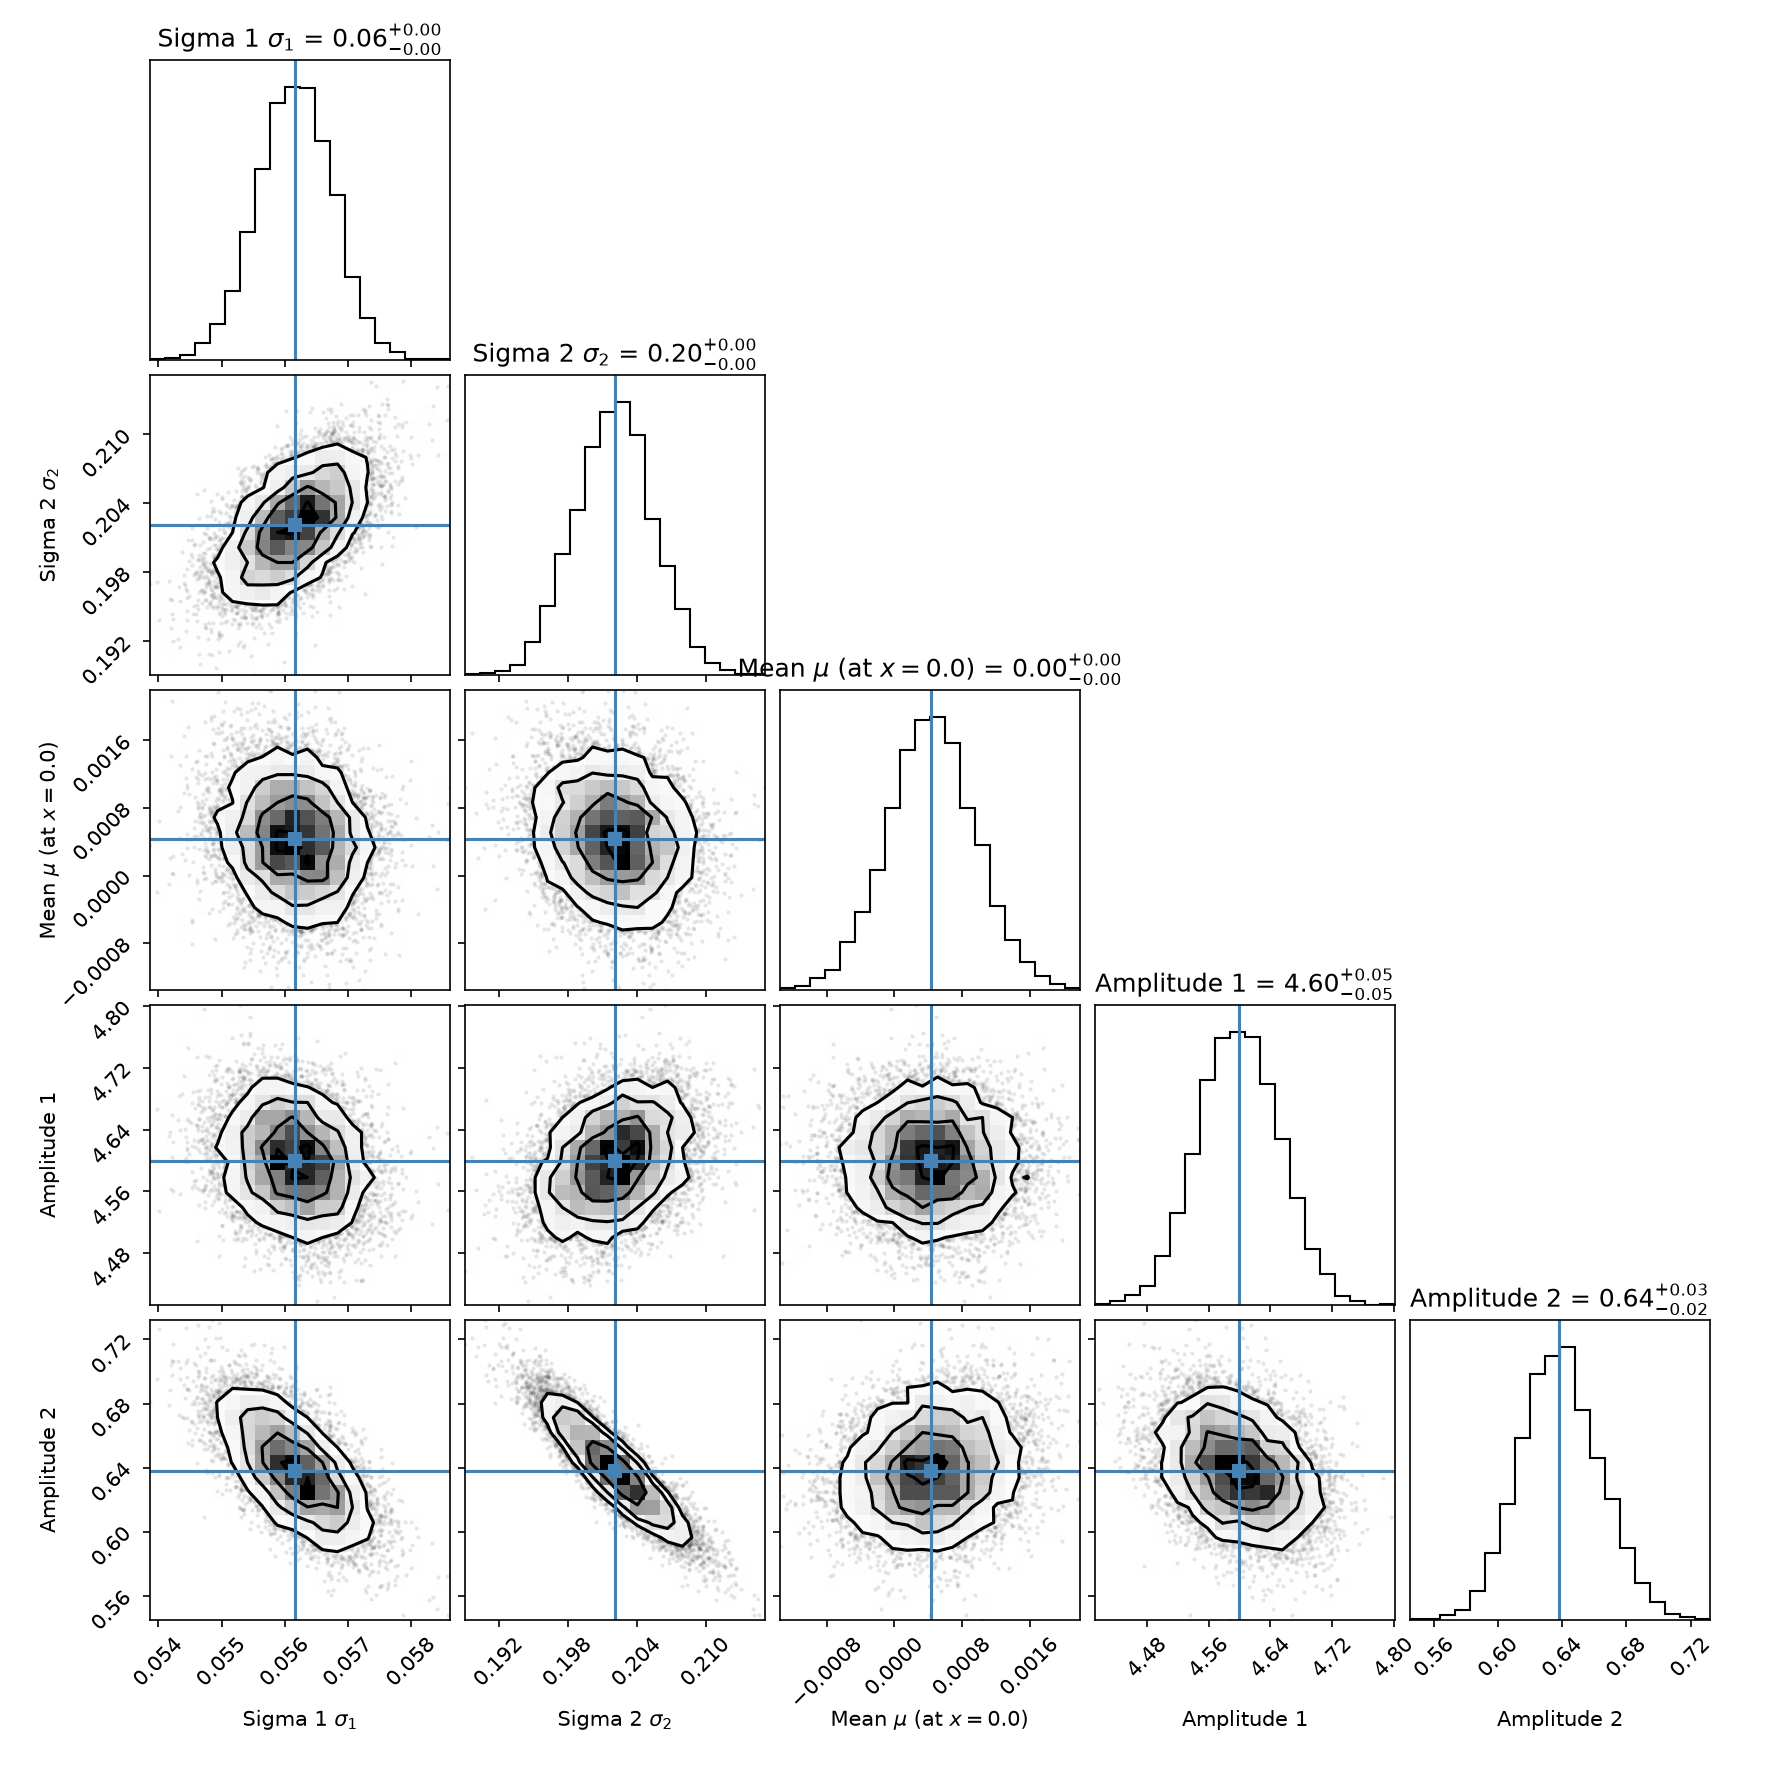 Sigma 1 σ₁ = 0.06 +0.00 −0.00
Sigma 2 σ₂ = 0.20 +0.00 −0.00
0.210
0.204
0.198
0.192
Sigma 2 σ₂
Mean μ (at x = 0.0) = 0.00 +0.00 −0.00
0.0016
0.0008
0.0000
−0.0008
Mean μ (at x = 0.0)
Amplitude 1 = 4.60 +0.05 −0.05
4.80
4.72
4.64
4.56
4.48
Amplitude 1
Amplitude 2 = 0.64 +0.03 −0.02
0.72
0.68
0.64
0.60
0.56
Amplitude 2
0.054 0.055 0.056 0.057 0.058 0.192 0.198 0.204 0.210 −0.0008 0.0000 0.0008 0.0016 4.48 4.56 4.64 4.72 4.80 0.56 0.60 0.64 0.68 0.72
Sigma 1 σ₁ Sigma 2 σ₂ Mean μ (at x = 0.0) Amplitude 1 Amplitude 2